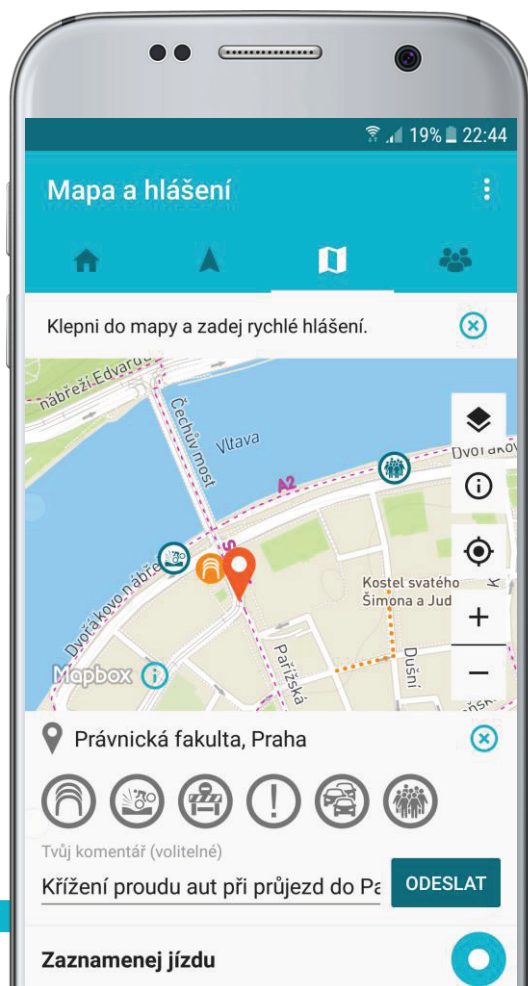 19% 22:44
Mapa a hlášení
Klepni do mapy a zadej rychlé hlášení.
nábřeží Edvarda
Čechův most
Vltava
Dvořákov
A2
Dvořákovo nábře
Kostel svatého
Šimona a Jud
k
Pařížská
Dušní
Mapbox
Právnická fakulta, Praha
Tvůj komentář (volitelné)
Křížení proudu aut při průjezd do Pa
ODESLAT
Zaznamenej jízdu